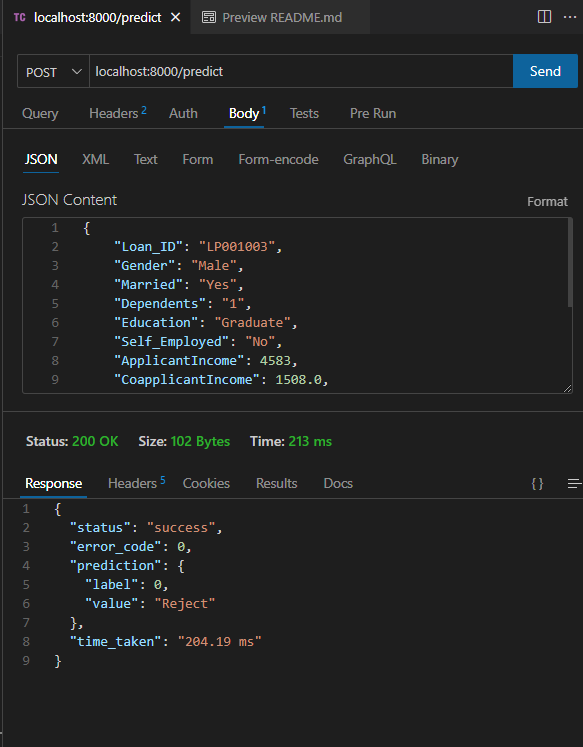 TC localhost:8000/predict Preview README.md
POST localhost:8000/predict Send
Query Headers 2 Auth Body 1 Tests Pre Run
JSON XML Text Form Form-encode GraphQL Binary
JSON Content Format
1 {
2 "Loan_ID": "LP001003",
3 "Gender": "Male",
4 "Married": "Yes",
5 "Dependents": "1",
6 "Education": "Graduate",
7 "Self_Employed": "No",
8 "ApplicantIncome": 4583,
9 "CoapplicantIncome": 1508.0,
Status: 200 OK Size: 102 Bytes Time: 213 ms
Response Headers 5 Cookies Results Docs { }
1 {
2 "status": "success",
3 "error_code": 0,
4 "prediction": {
5 "label": 0,
6 "value": "Reject"
7 },
8 "time_taken": "204.19 ms"
9 }